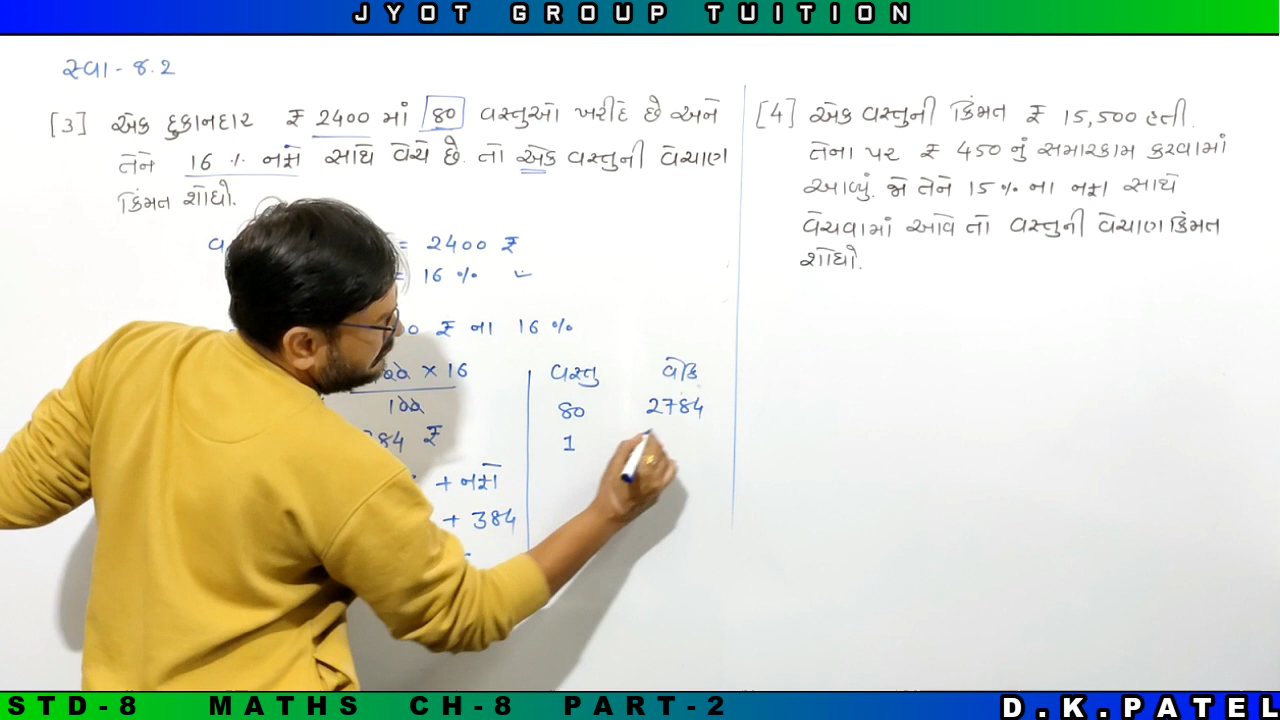 JYOT GROUP TUITION
સ્વા - 8.2
[3] એક દુકાનદાર ₹ 2400 માં 80 વસ્તુઓ ખરીદે છે અને
તેને 16 % નફા સાથે વેચે છે. તો એક વસ્તુની વેચાણ
કિંમત શોધો.
= 2400 ₹
= 16 %
₹ ના 16 %
× 16
100
384 ₹
+ નફો
+ 384
વસ્તુ વેકિ
80 2784
1
[4] એક વસ્તુની કિંમત ₹ 15,500 હતી.
તેના પર ₹ 450 નું સમારકામ કરવામાં
આવ્યું. જો તેને 15 % ના નફા સાથે
વેચવામાં આવે તો વસ્તુની વેચાણ કિંમત
શોધો.
STD-8 MATHS CH-8 PART-2
D.K.PATEL